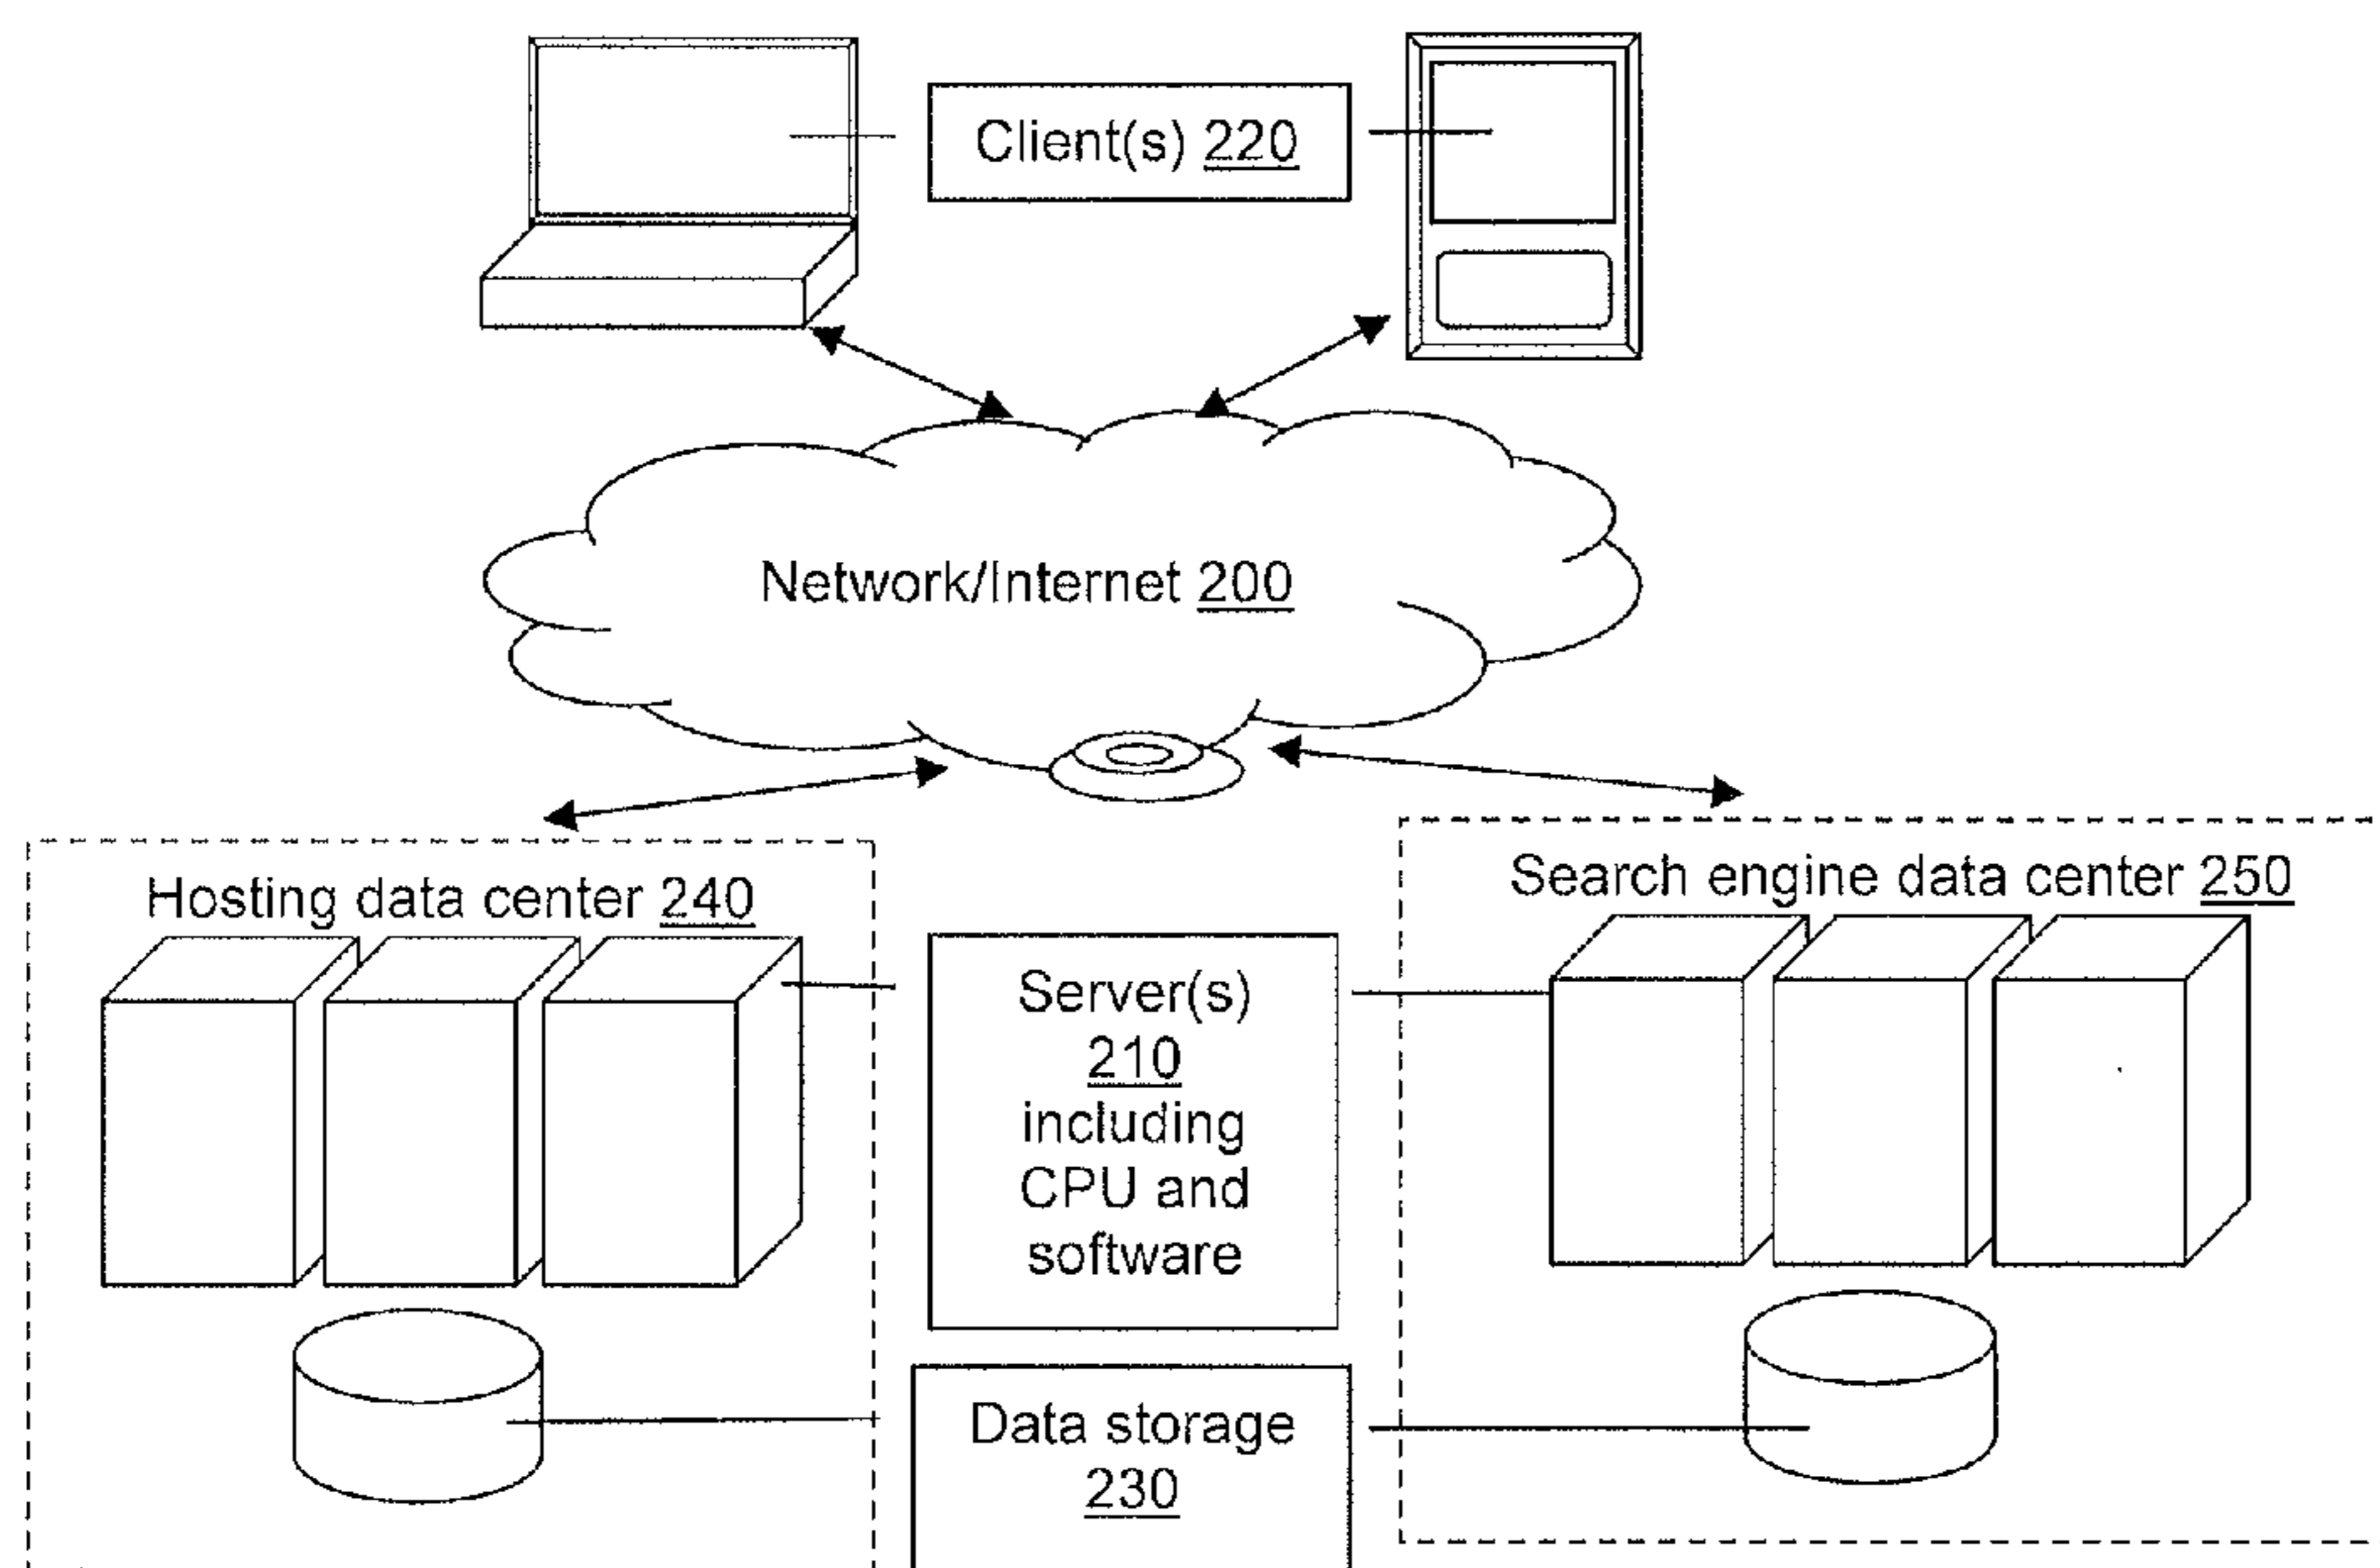 Client(s) 220
Network/Internet 200
Hosting data center 240
Search engine data center 250
Server(s)
210
including
CPU and
software
Data storage
230